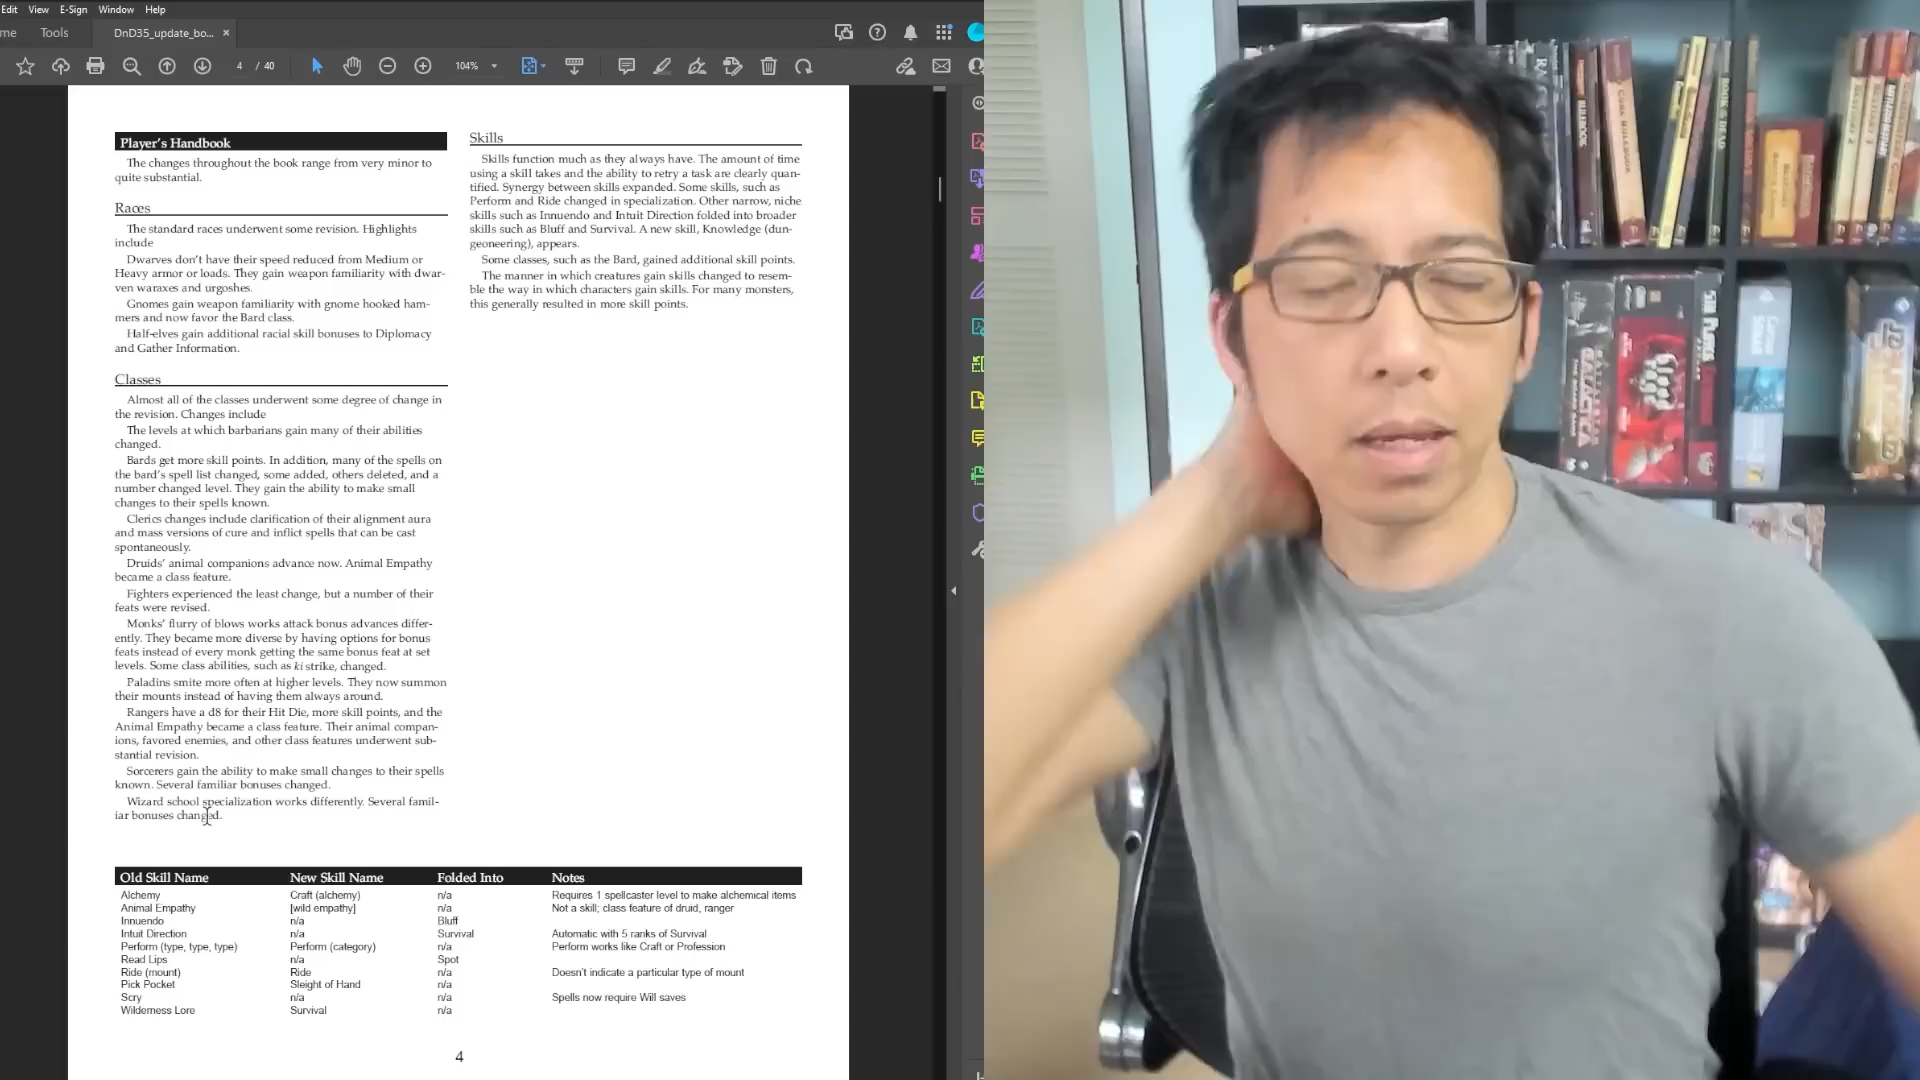 Edit View E-Sign Window Help
me Tools DnD35_update_bo... ×
4 / 40 104%
Player's Handbook
The changes throughout the book range from very minor to
quite substantial.
Races
The standard races underwent some revision. Highlights
include
Dwarves don't have their speed reduced from Medium or
Heavy armor or loads. They gain weapon familiarity with dwar-
ven waraxes and urgoshes.
Gnomes gain weapon familiarity with gnome hooked ham-
mers and now favor the Bard class.
Half-elves gain additional racial skill bonuses to Diplomacy
and Gather Information.
Classes
Almost all of the classes underwent some degree of change in
the revision. Changes include
The levels at which barbarians gain many of their abilities
changed.
Bards get more skill points. In addition, many of the spells on
the bard's spell list changed, some added, others deleted, and a
number changed level. They gain the ability to make small
changes to their spells known.
Clerics changes include clarification of their alignment aura
and mass versions of cure and inflict spells that can be cast
spontaneously.
Druids' animal companions advance now. Animal Empathy
became a class feature.
Fighters experienced the least change, but a number of their
feats were revised.
Monks' flurry of blows works attack bonus advances differ-
ently. They became more diverse by having options for bonus
feats instead of every monk getting the same bonus feat at set
levels. Some class abilities, such as ki strike, changed.
Paladins smite more often at higher levels. They now summon
their mounts instead of having them always around.
Rangers have a d8 for their Hit Die, more skill points, and the
Animal Empathy became a class feature. Their animal compan-
ions, favored enemies, and other class features underwent sub-
stantial revision.
Sorcerers gain the ability to make small changes to their spells
known. Several familiar bonuses changed.
Wizard school specialization works differently. Several famil-
iar bonuses changed.
Skills
Skills function much as they always have. The amount of time
using a skill takes and the ability to retry a task are clearly quan-
tified. Synergy between skills expanded. Some skills, such as
Perform and Ride changed in specialization. Other narrow, niche
skills such as Innuendo and Intuit Direction folded into broader
skills such as Bluff and Survival. A new skill, Knowledge (dun-
geoneering), appears.
Some classes, such as the Bard, gained additional skill points.
The manner in which creatures gain skills changed to resem-
ble the way in which characters gain skills. For many monsters,
this generally resulted in more skill points.
Old Skill Name New Skill Name Folded Into Notes
Alchemy Craft (alchemy) n/a Requires 1 spellcaster level to make alchemical items
Animal Empathy [wild empathy] n/a Not a skill; class feature of druid, ranger
Innuendo n/a Bluff
Intuit Direction n/a Survival Automatic with 5 ranks of Survival
Perform (type, type, type) Perform (category) n/a Perform works like Craft or Profession
Read Lips n/a Spot
Ride (mount) Ride n/a Doesn't indicate a particular type of mount
Pick Pocket Sleight of Hand n/a
Scry n/a n/a Spells now require Will saves
Wilderness Lore Survival n/a
4